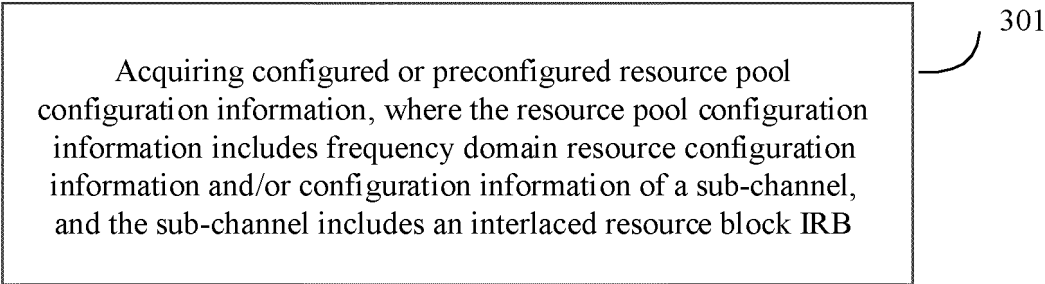 301
Acquiring configured or preconfigured resource pool
configuration information, where the resource pool configuration
information includes frequency domain resource configuration
information and/or configuration information of a sub-channel,
and the sub-channel includes an interlaced resource block IRB